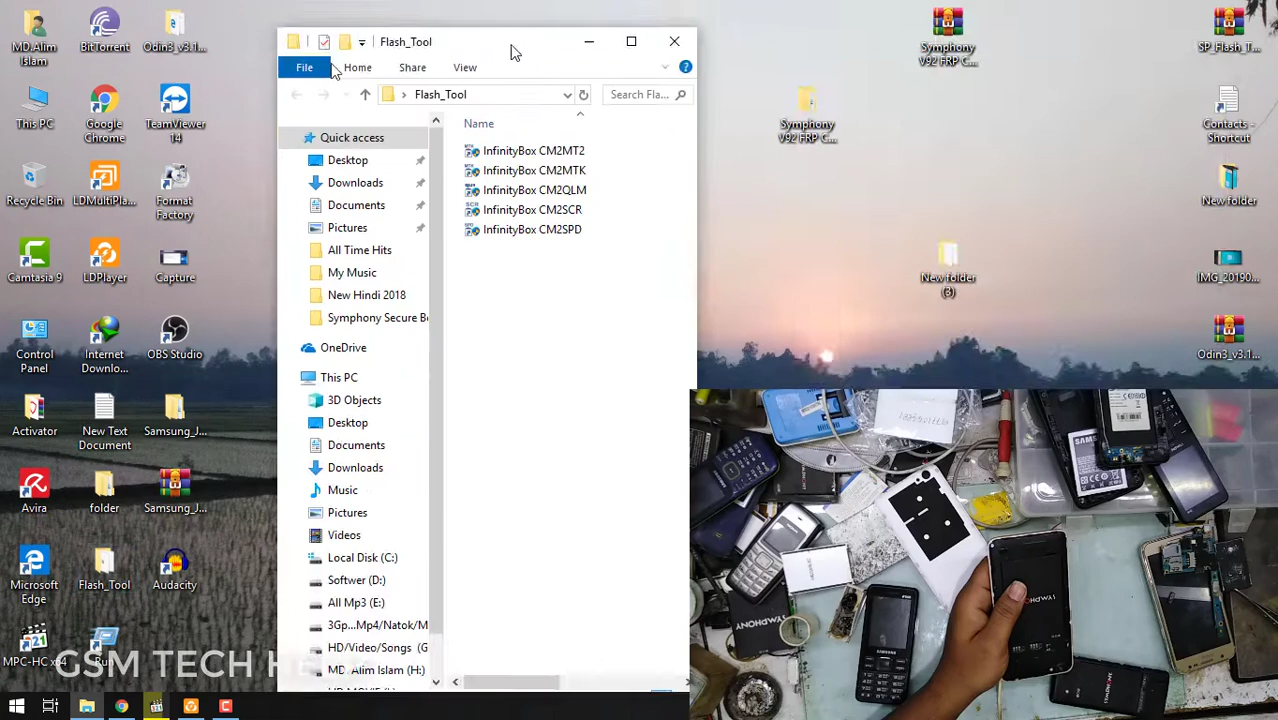 MD.Alim
Islam
BitTorrent
Odin3_v3.1...
This PC
Google
Chrome
TeamViewer
14
Recycle Bin
LDMultiPla...
Format
Factory
Camtasia 9
LDPlayer
Capture
Control
Panel
Internet
Downlo...
OBS Studio
Activator
New Text
Document
Samsung_J...
Avira
folder
Samsung_J...
Microsoft
Edge
Flash_Tool
Audacity
MPC-HC x64
GSM TECH HE
Flash_Tool
File
Home
Share
View
Flash_Tool
Search Fla...
Quick access
Desktop
Downloads
Documents
Pictures
All Time Hits
My Music
New Hindi 2018
Symphony Secure Bo
OneDrive
This PC
3D Objects
Desktop
Documents
Downloads
Music
Pictures
Videos
Local Disk (C:)
Softwer (D:)
All Mp3 (E:)
3Gp...Mp4/Natok/M
HD/Video/Songs (G
MD. Alim Islam (H:)
Name
InfinityBox CM2MT2
InfinityBox CM2MTK
InfinityBox CM2QLM
InfinityBox CM2SCR
InfinityBox CM2SPD
Symphony
V92 FRP C...
SP_Flash_T...
Symphony
V92 FRP C...
Contacts -
Shortcut
New folder
New folder
(3)
IMG_20190...
Odin3_v3.1...
SYMPHONY
SAMSUNG